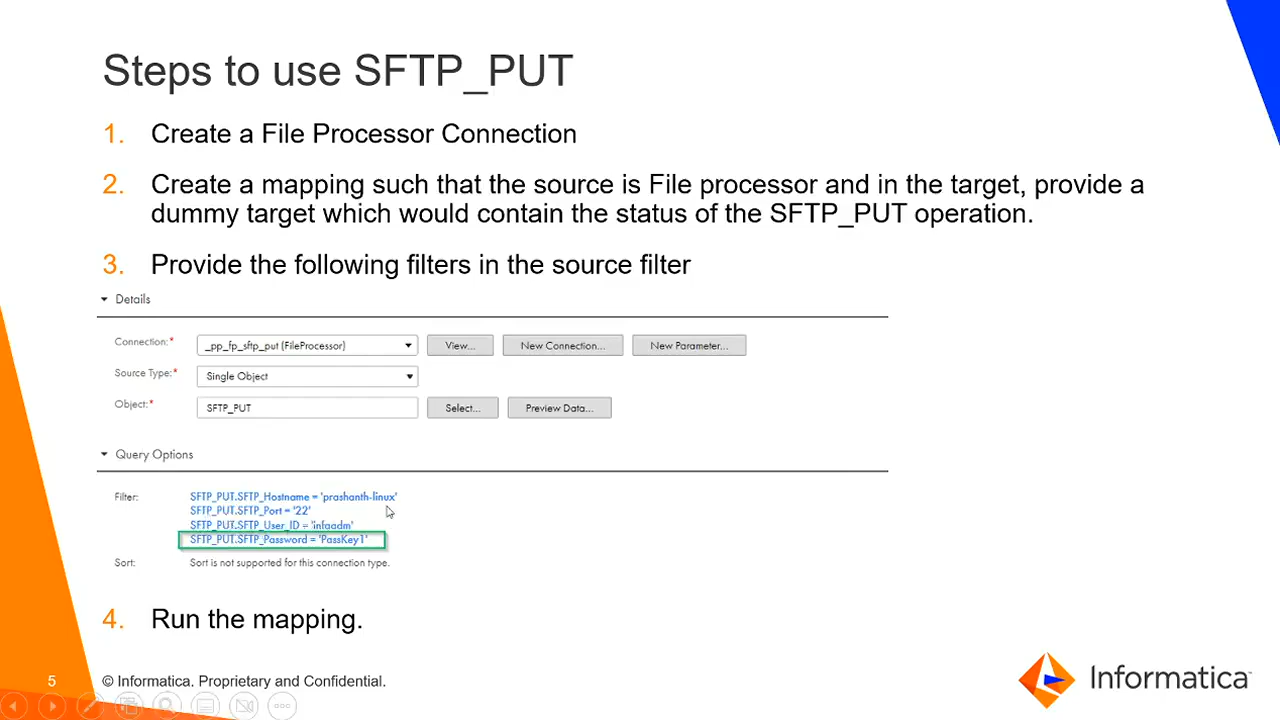 Steps to use SFTP_PUT
1. Create a File Processor Connection
2. Create a mapping such that the source is File processor and in the target, provide a
dummy target which would contain the status of the SFTP_PUT operation.
3. Provide the following filters in the source filter
Details
Connection:* _pp_fp_sftp_put (FileProcessor) View... New Connection... New Parameter...
Source Type:* Single Object
Object:* SFTP_PUT Select... Preview Data...
Query Options
Filter: SFTP_PUT.SFTP_Hostname = 'prashanth-linux'
SFTP_PUT.SFTP_Port = '22'
SFTP_PUT.SFTP_User_ID = 'infaadm'
SFTP_PUT.SFTP_Password = 'PassKey1'
Sort: Sort is not supported for this connection type.
4. Run the mapping.
5 © Informatica. Proprietary and Confidential.
Informatica